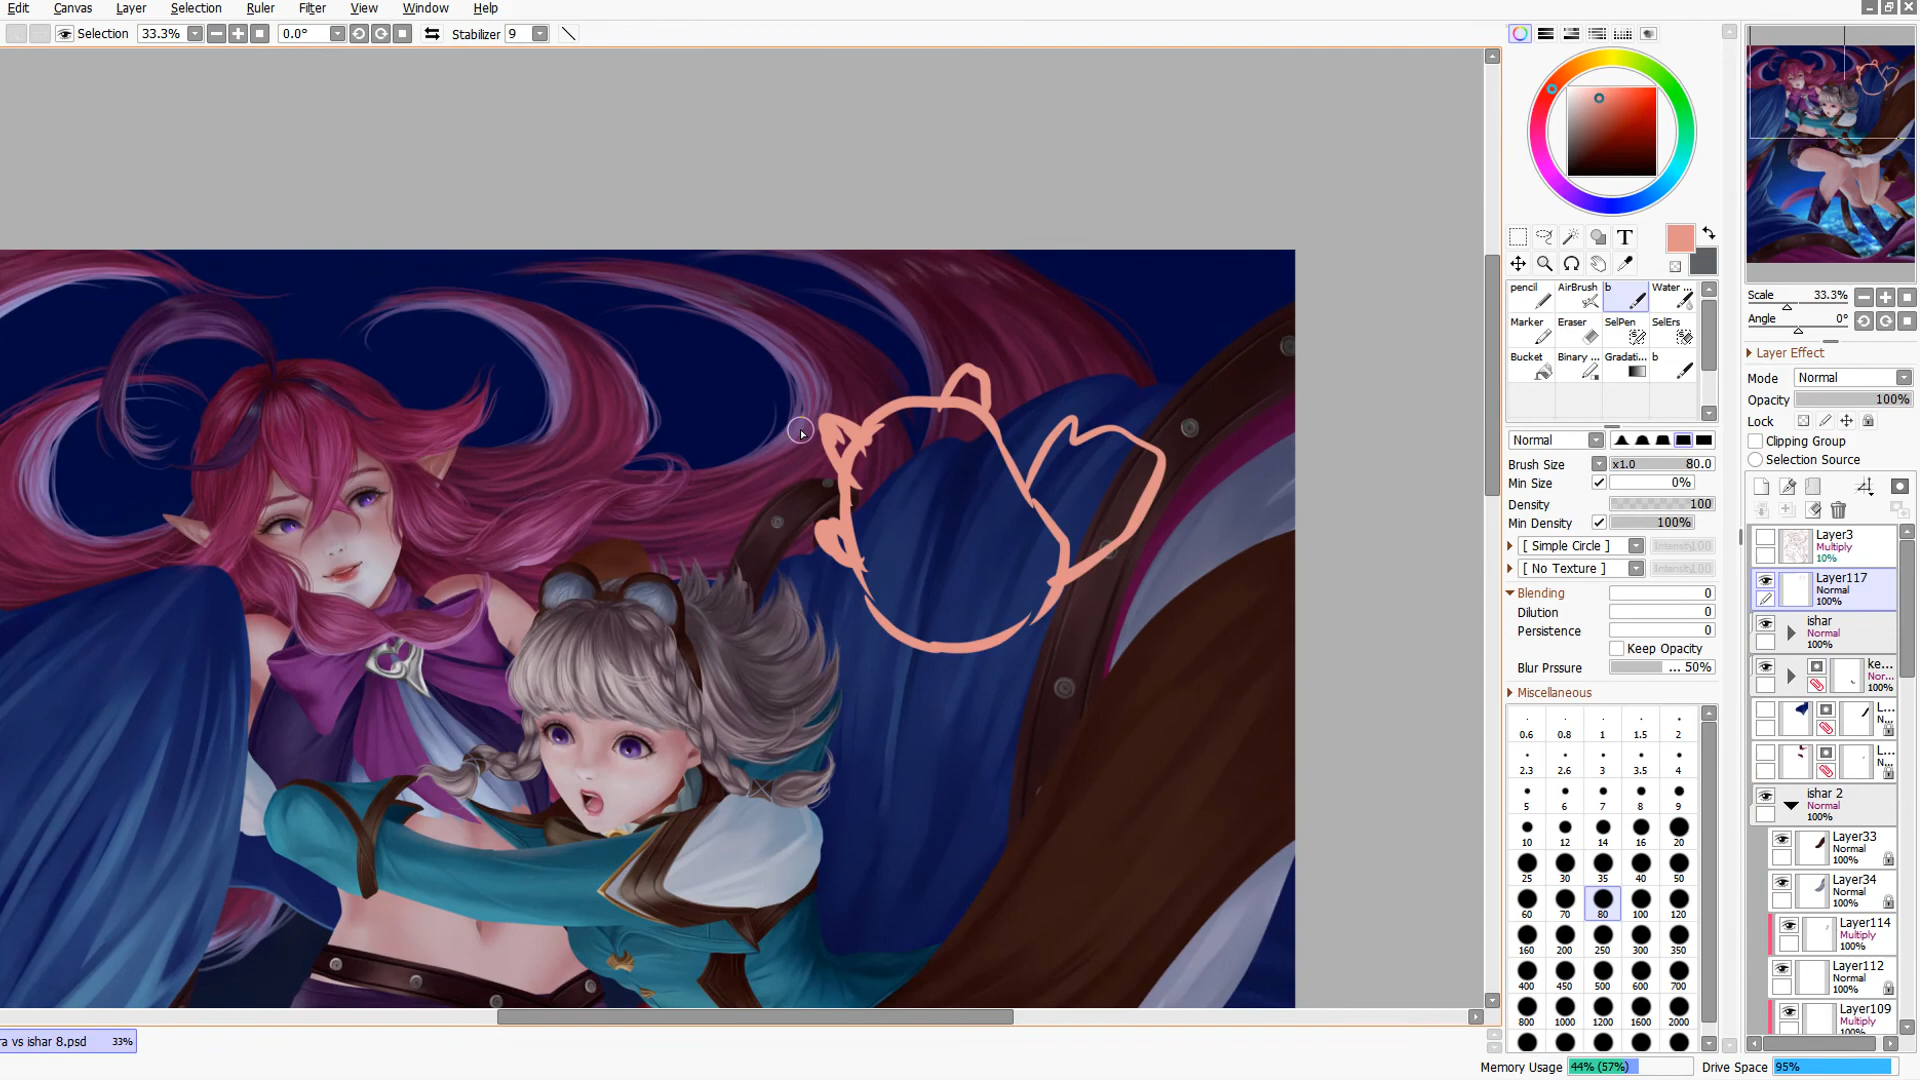 Edit Canvas Layer Selection Ruler Filter View Window Help
Selection 33.3% 0.0° Stabilizer 9
T
Scale 33.3%
Angle 0°
pencil AirBrush b Water ...
Marker Eraser SelPen SelErs
Bucket Binary ... Gradati... b
Layer Effect
Mode Normal
Opacity 100%
Lock
Clipping Group
Selection Source
Normal
Brush Size x1.0 80.0
Min Size 0%
Density 100
Min Density 100%
[ Simple Circle ]
[ No Texture ]
Blending 0
Dilution 0
Persistence 0
Keep Opacity
Blur Prssure ... 50%
Miscellaneous
0.6 0.8 1 1.5 2
2.3 2.6 3 3.5 4
5 6 7 8 9
10 12 14 16 20
25 30 35 40 50
60 70 80 100 120
160 200 250 300 350
400 450 500 600 700
800 1000 1200 1600 2000
Layer3
Multiply
10%
Layer117
Normal
100%
ishar
Normal
100%
ke...
Nor...
100%
L...
N...
L...
N...
ishar 2
Normal
100%
Layer33
Normal
100%
Layer34
Normal
100%
Layer114
Multiply
100%
Layer112
Normal
100%
Layer109
Multiply
100%
ra vs ishar 8.psd 33%
Memory Usage 44% (57%) Drive Space 95%